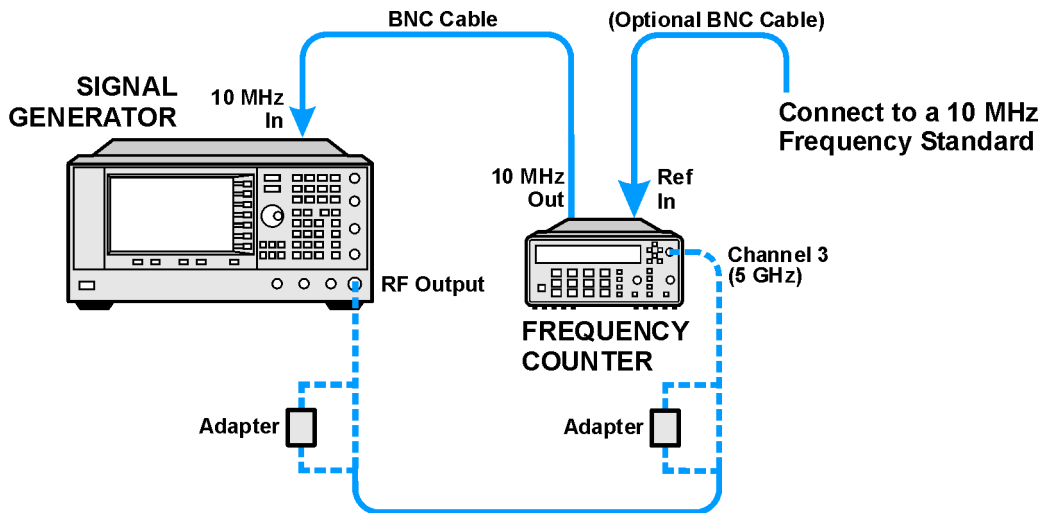 BNC Cable
(Optional BNC Cable)
SIGNAL
GENERATOR
10 MHz
In
Connect to a 10 MHz
Frequency Standard
10 MHz
Out
Ref
In
RF Output
Channel 3
(5 GHz)
FREQUENCY
COUNTER
Adapter
Adapter